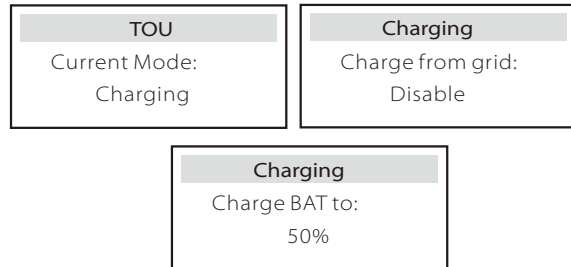 TOU
Current Mode:
Charging
Charging
Charge from grid:
Disable
Charging
Charge BAT to:
50%